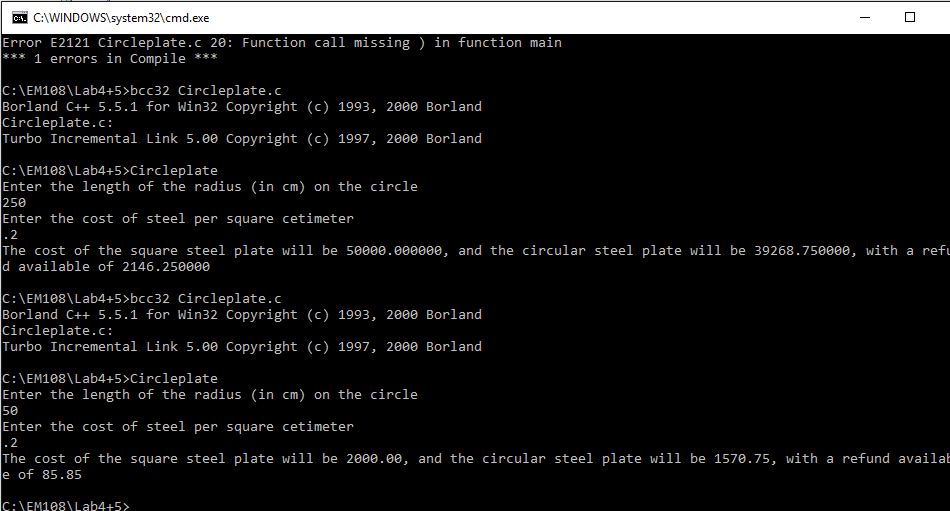 C:\WINDOWS\system32\cmd.exe
Error E2121 Circleplate.c 20: Function call missing ) in function main
*** 1 errors in Compile ***
C:\EM108\Lab4+5>bcc32 Circleplate.c
Borland C++ 5.5.1 for Win32 Copyright (c) 1993, 2000 Borland
Circleplate.c:
Turbo Incremental Link 5.00 Copyright (c) 1997, 2000 Borland
C:\EM108\Lab4+5>Circleplate
Enter the length of the radius (in cm) on the circle
250
Enter the cost of steel per square cetimeter
.2
The cost of the square steel plate will be 50000.000000, and the circular steel plate will be 39268.750000, with a refu
d available of 2146.250000
C:\EM108\Lab4+5>bcc32 Circleplate.c
Borland C++ 5.5.1 for Win32 Copyright (c) 1993, 2000 Borland
Circleplate.c:
Turbo Incremental Link 5.00 Copyright (c) 1997, 2000 Borland
C:\EM108\Lab4+5>Circleplate
Enter the length of the radius (in cm) on the circle
50
Enter the cost of steel per square cetimeter
.2
The cost of the square steel plate will be 2000.00, and the circular steel plate will be 1570.75, with a refund availab
e of 85.85
C:\EM108\Lab4+5>